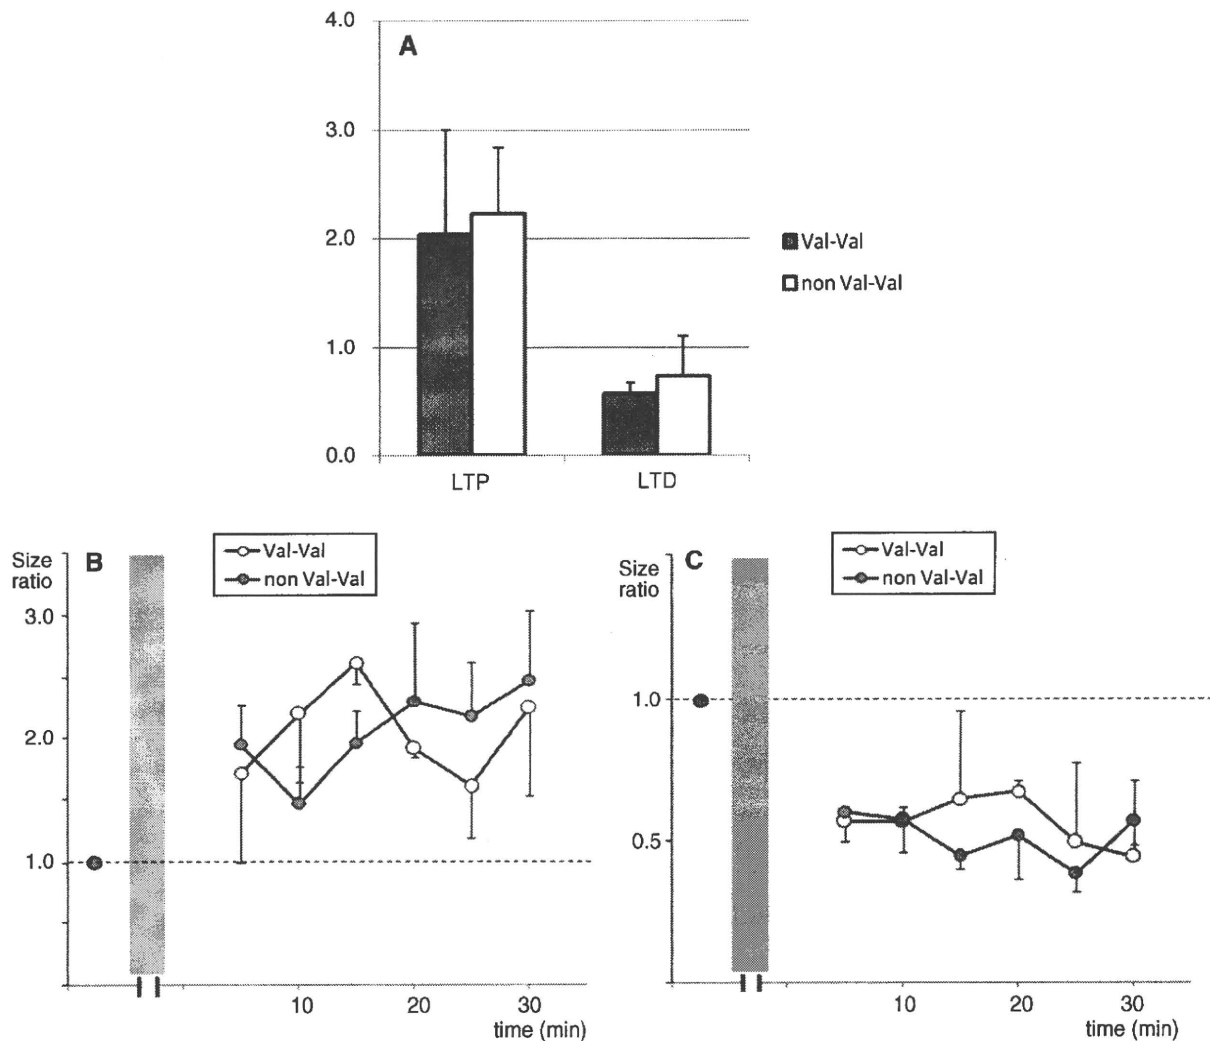 4.0
A
3.0
2.0
1.0
0.0
LTP
LTD
Val-Val
non Val-Val
Size
ratio
B
Val-Val
non Val-Val
3.0
2.0
1.0
10
20
30
time (min)
Size
ratio
C
Val-Val
non Val-Val
1.0
0.5
10
20
30
time (min)